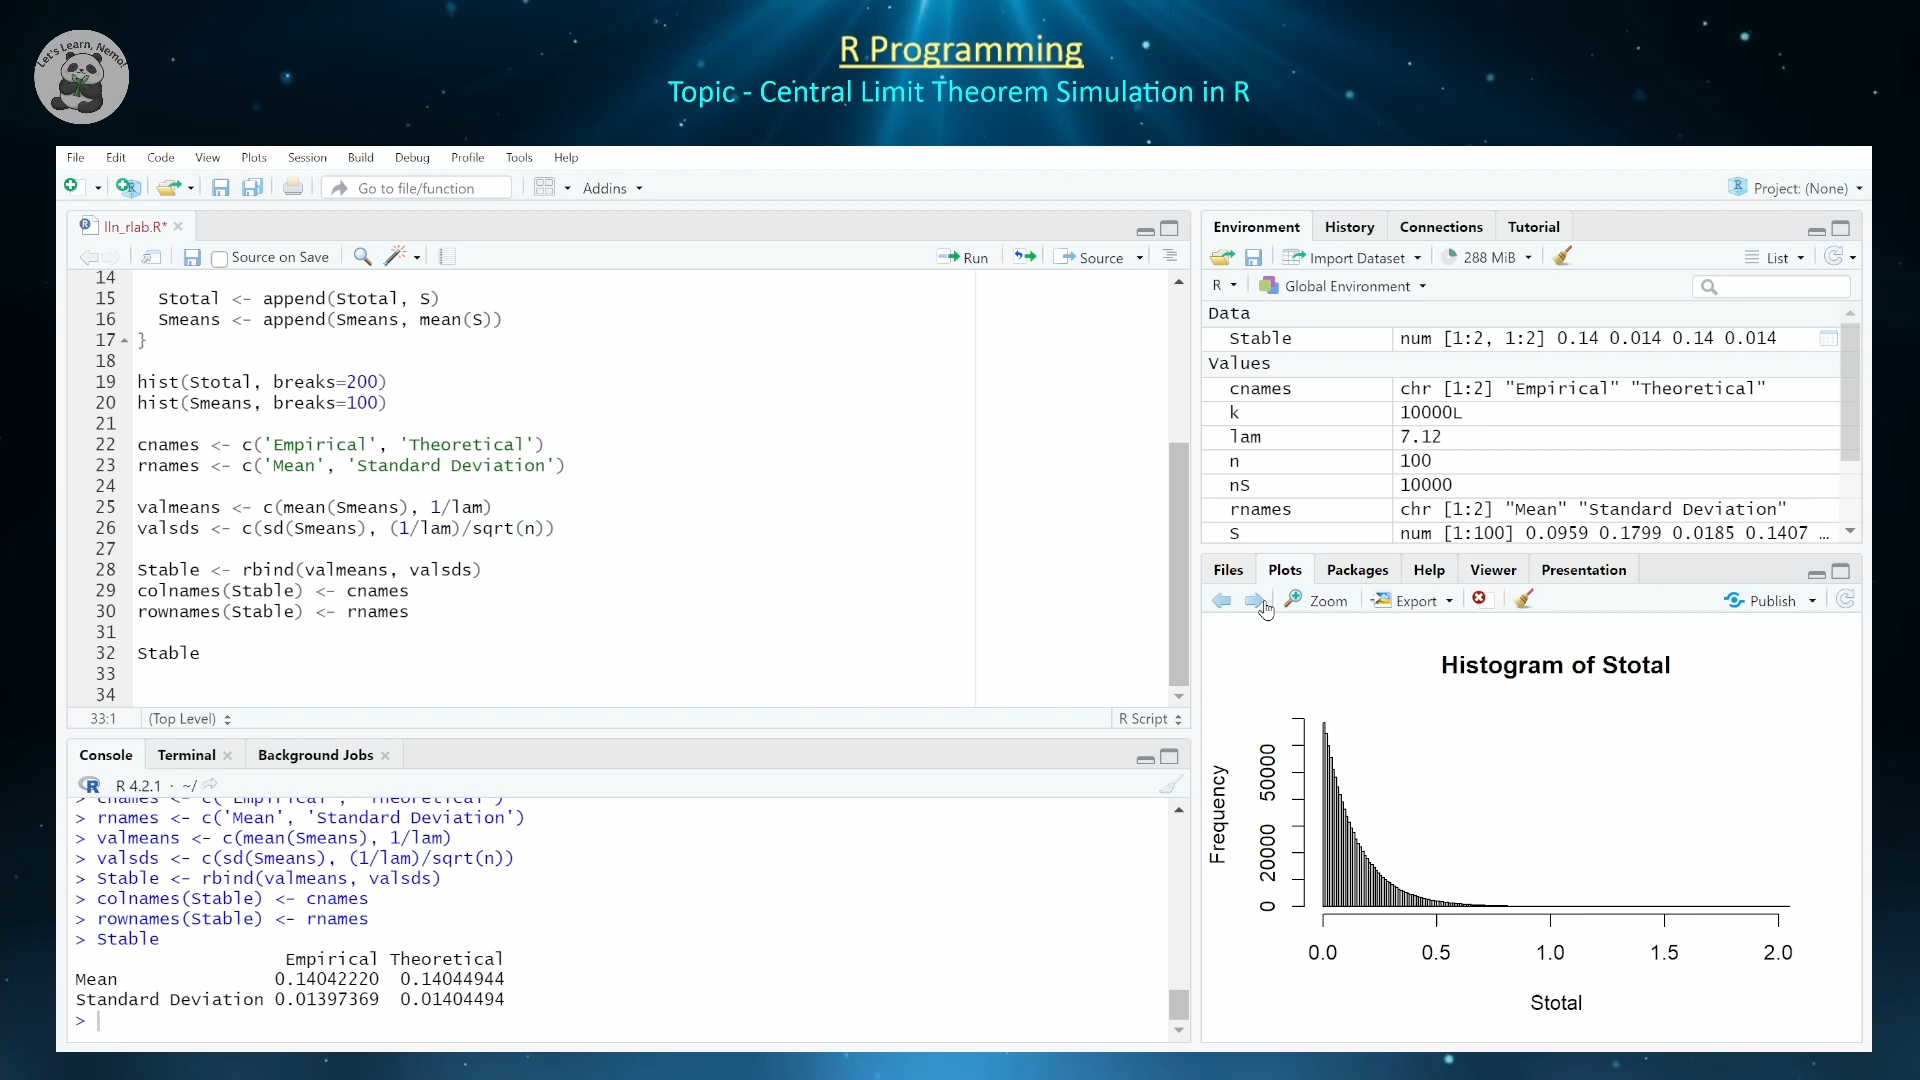 Let's Learn, Nemo!
R Programming
Topic - Central Limit Theorem Simulation in R
File Edit Code View Plots Session Build Debug Profile Tools Help
Go to file/function Addins Project: (None)
lln_rlab.R*
Source on Save Run Source
14
15 Stotal <- append(Stotal, S)
16 Smeans <- append(Smeans, mean(S))
17 }
18
19 hist(Stotal, breaks=200)
20 hist(Smeans, breaks=100)
21
22 cnames <- c('Empirical', 'Theoretical')
23 rnames <- c('Mean', 'Standard Deviation')
24
25 valmeans <- c(mean(Smeans), 1/lam)
26 valsds <- c(sd(Smeans), (1/lam)/sqrt(n))
27
28 Stable <- rbind(valmeans, valsds)
29 colnames(Stable) <- cnames
30 rownames(Stable) <- rnames
31
32 Stable
33
34
33:1 (Top Level) R Script
Console Terminal Background Jobs
R 4.2.1 · ~/
> cnames <- c('Empirical', 'Theoretical')
> rnames <- c('Mean', 'Standard Deviation')
> valmeans <- c(mean(Smeans), 1/lam)
> valsds <- c(sd(Smeans), (1/lam)/sqrt(n))
> Stable <- rbind(valmeans, valsds)
> colnames(Stable) <- cnames
> rownames(Stable) <- rnames
> Stable
Empirical Theoretical
Mean 0.14042220 0.14044944
Standard Deviation 0.01397369 0.01404494
>
Environment History Connections Tutorial
Import Dataset 288 MiB List
R Global Environment
Data
Stable num [1:2, 1:2] 0.14 0.014 0.14 0.014
Values
cnames chr [1:2] "Empirical" "Theoretical"
k 10000L
lam 7.12
n 100
nS 10000
rnames chr [1:2] "Mean" "Standard Deviation"
S num [1:100] 0.0959 0.1799 0.0185 0.1407 ...
Files Plots Packages Help Viewer Presentation
Zoom Export Publish
Histogram of Stotal
Frequency
0 20000 50000
0.0 0.5 1.0 1.5 2.0
Stotal